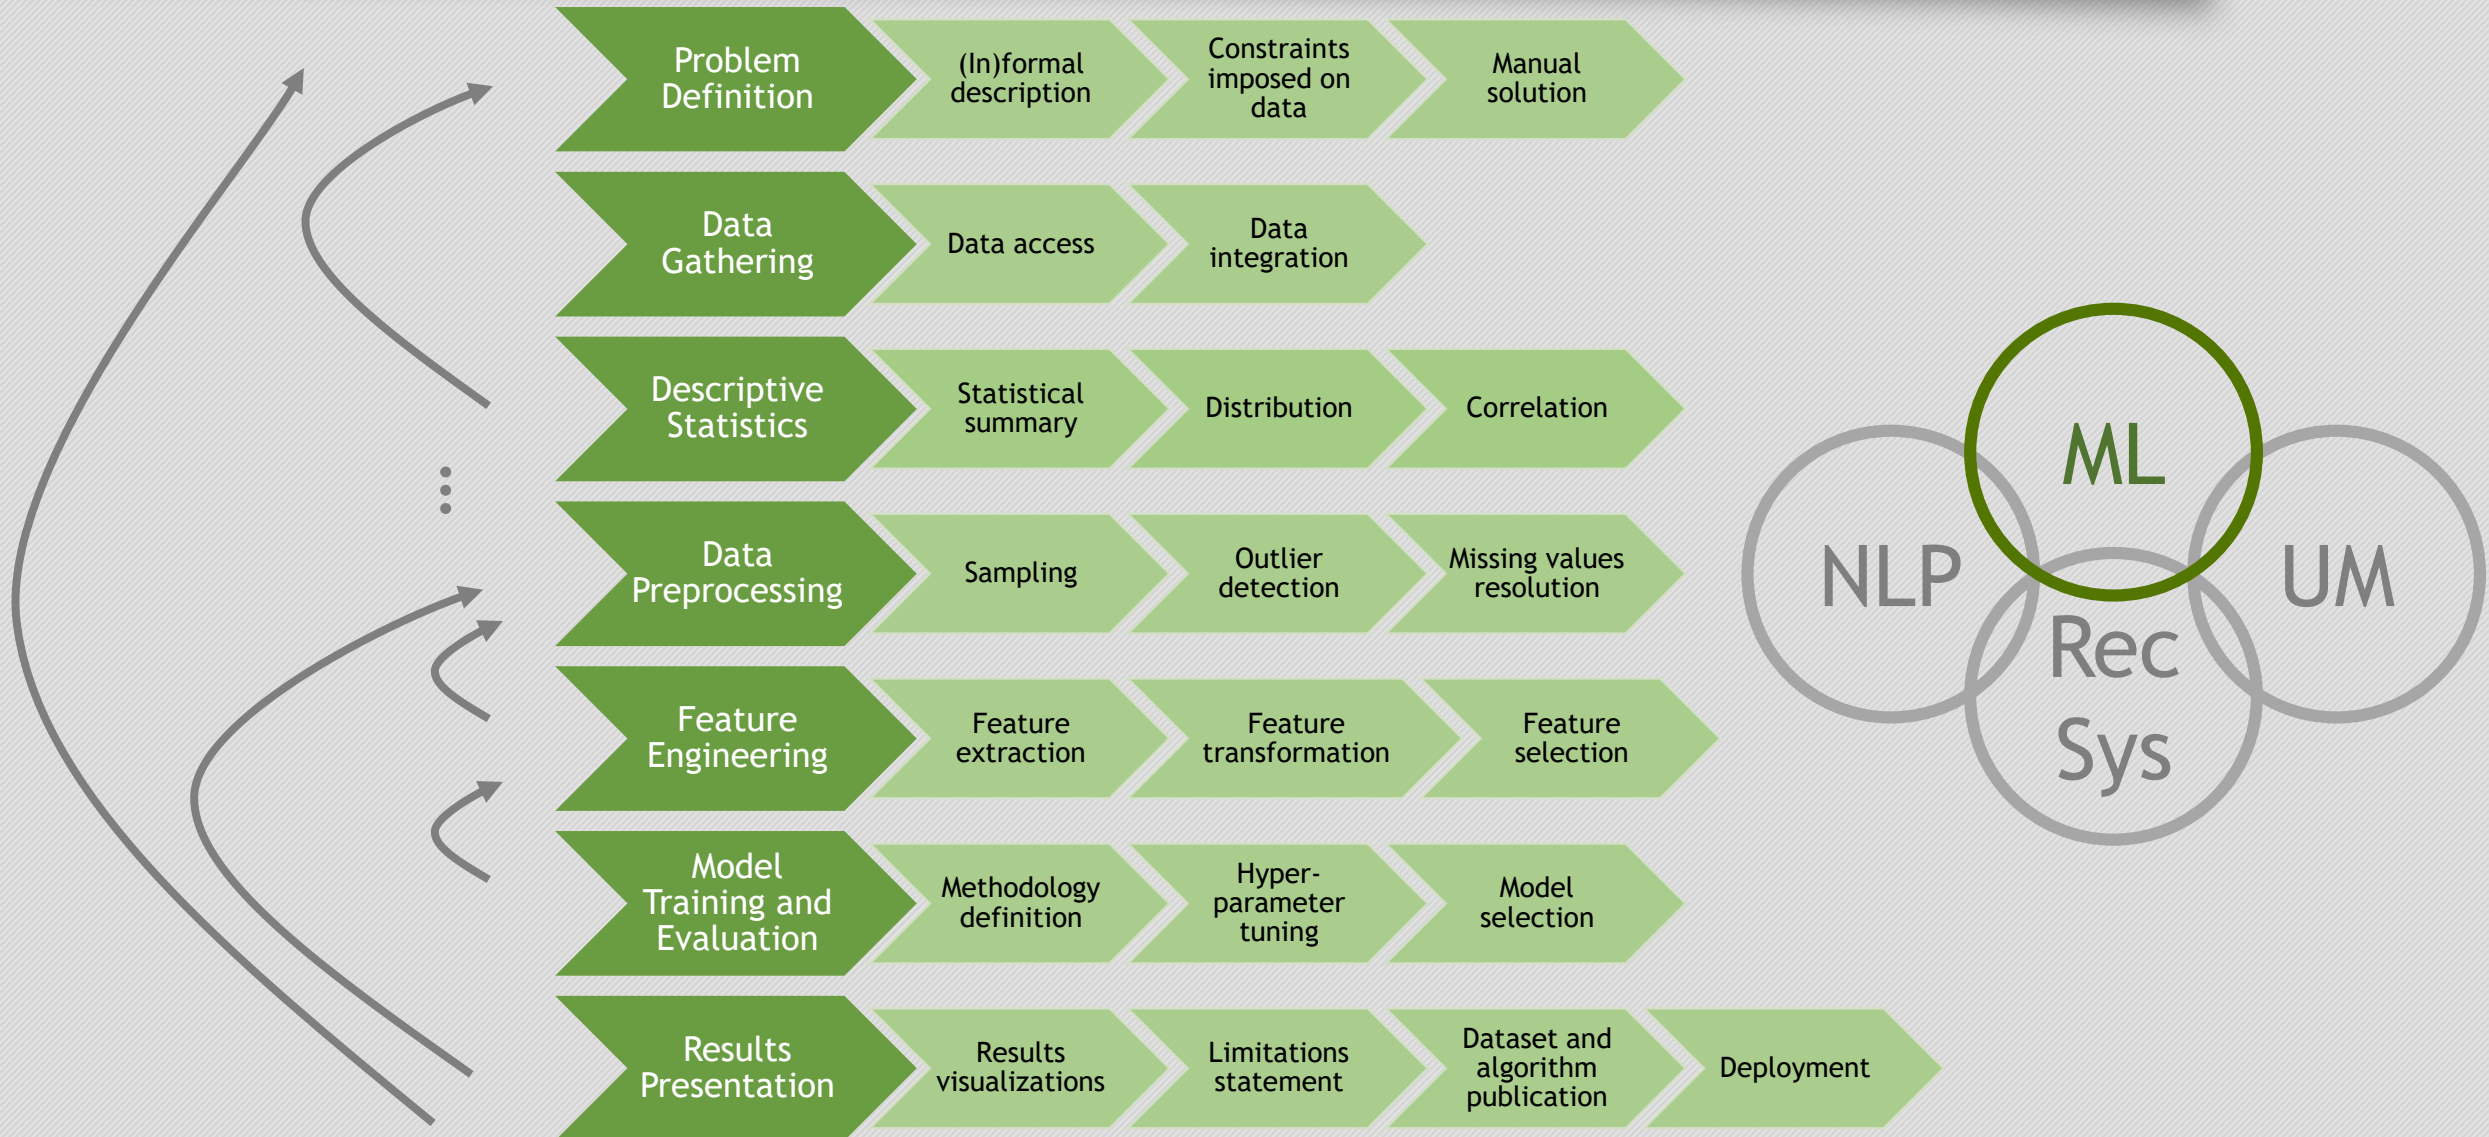 Problem
Definition
(In)formal
description
Constraints
imposed on
data
Manual
solution
Data
Gathering
Data access
Data
integration
Descriptive
Statistics
Statistical
summary
Distribution
Correlation
Data
Preprocessing
Sampling
Outlier
detection
Missing values
resolution
Feature
Engineering
Feature
extraction
Feature
transformation
Feature
selection
Model
Training and
Evaluation
Methodology
definition
Hyper-
parameter
tuning
Model
selection
Results
Presentation
Results
visualizations
Limitations
statement
Dataset and
algorithm
publication
Deployment
ML
NLP
UM
Rec
Sys